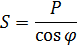 S = P / cos φ